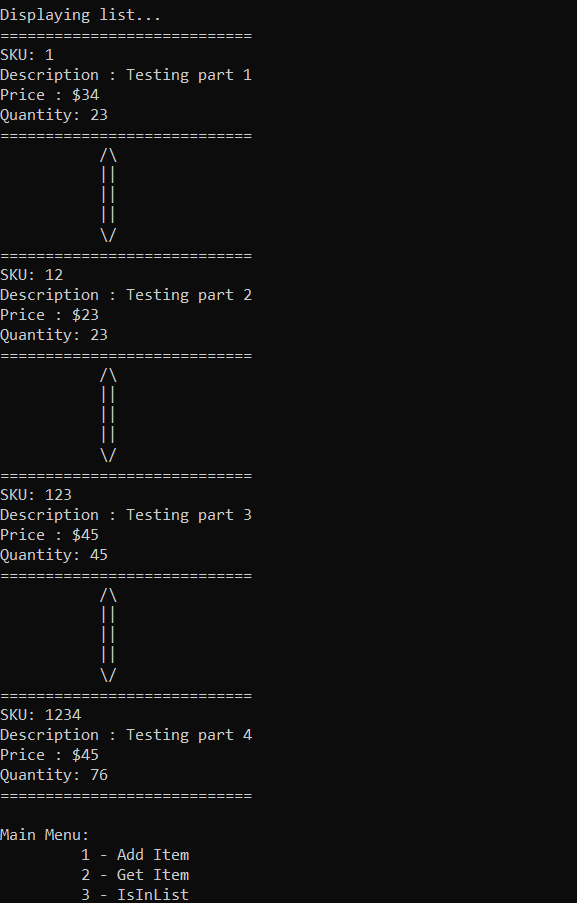 Displaying list...
============================
SKU: 1
Description : Testing part 1
Price : $34
Quantity: 23
============================
           /\
           ||
           ||
           ||
           \/
============================
SKU: 12
Description : Testing part 2
Price : $23
Quantity: 23
============================
           /\
           ||
           ||
           ||
           \/
============================
SKU: 123
Description : Testing part 3
Price : $45
Quantity: 45
============================
           /\
           ||
           ||
           ||
           \/
============================
SKU: 1234
Description : Testing part 4
Price : $45
Quantity: 76
============================

Main Menu:
         1 - Add Item
         2 - Get Item
         3 - IsInList